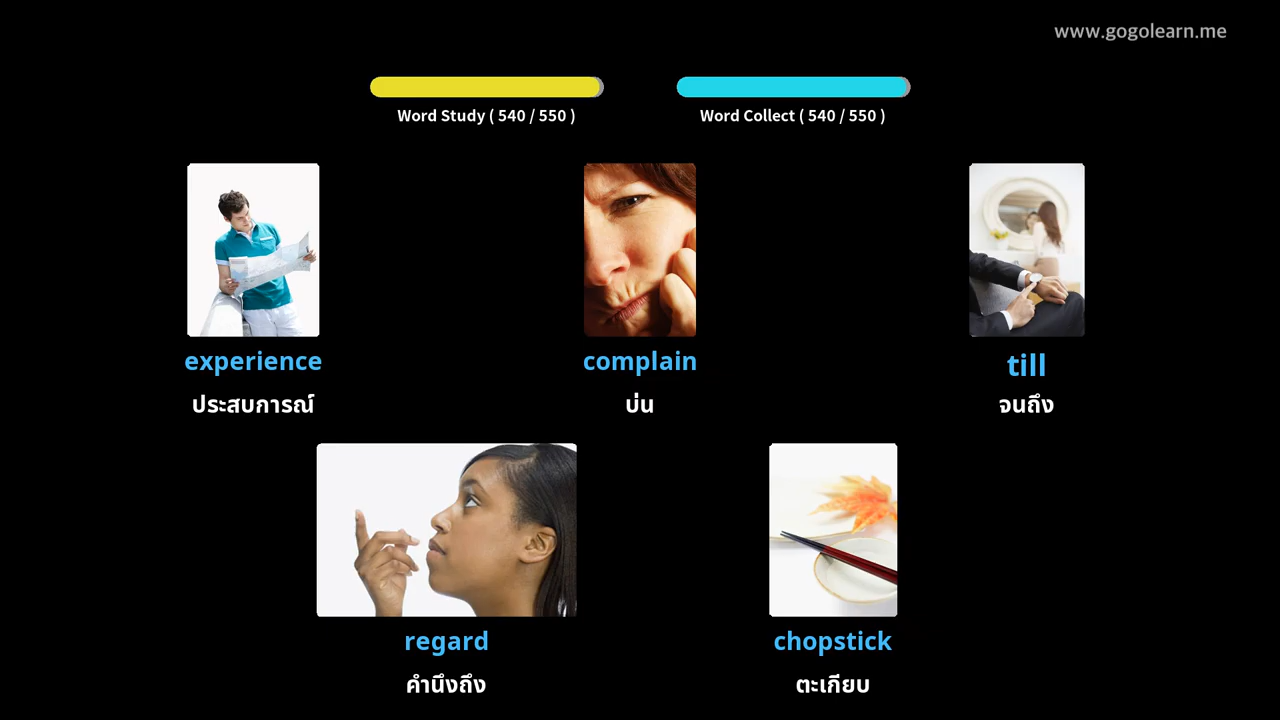 www.gogolearn.me
Word Study ( 540 / 550 )
Word Collect ( 540 / 550 )
experience
complain
till
ประสบการณ์
บ่น
จนถึง
regard
chopstick
คำนึงถึง
ตะเกียบ